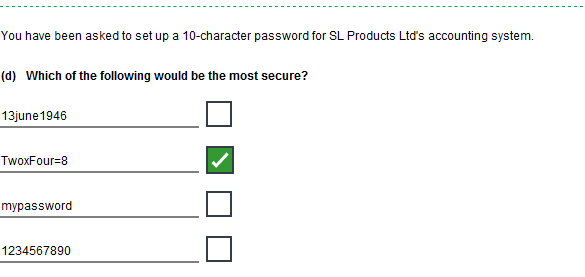 You have been asked to set up a 10-character password for SL Products Ltd's accounting system.
(d) Which of the following would be the most secure?
13june1946
TwoxFour=8
mypassword
1234567890